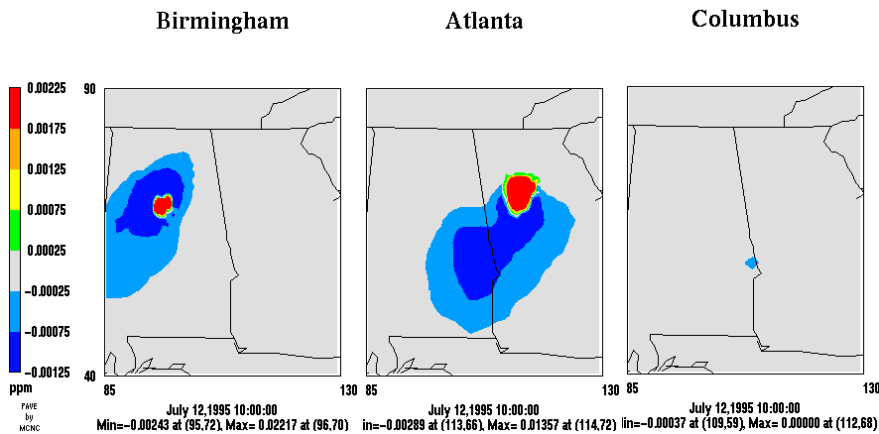 Birmingham
Atlanta
Columbus
0.00225
0.00175
0.00125
0.00075
0.00025
-0.00025
-0.00075
-0.00125
ppm
PAVE
by
MCNC
90
40
85
130
85
130
85
130
July 12,1995 10:00:00
Min=-0.00243 at (95,72), Max= 0.02217 at (96,70)
July 12,1995 10:00:00
in=-0.00289 at (113,66), Max= 0.01357 at (114,72)
July 12,1995 10:00:00
in=-0.00037 at (109,59), Max= 0.00000 at (112,68)